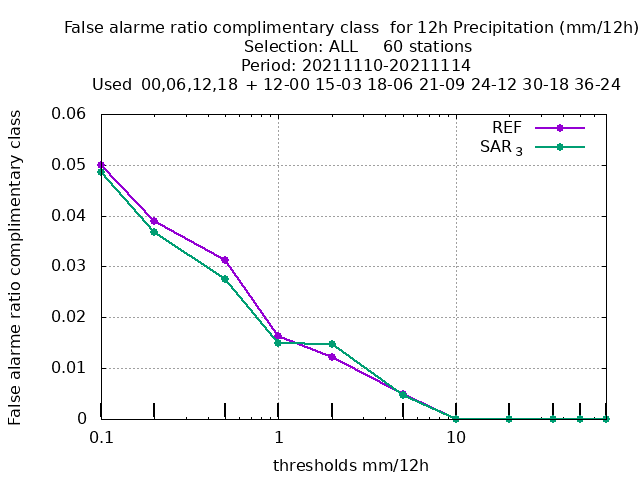 False alarme ratio complimentary class  for 12h Precipitation (mm/12h)
Selection: ALL     60 stations
Period: 20211110-20211114
Used  00,06,12,18  + 12-00 15-03 18-06 21-09 24-12 30-18 36-24
False alarme ratio complimentary class
0.06
0.05
0.04
0.03
0.02
0.01
0
REF
SAR 3
0.1
1
10
thresholds mm/12h